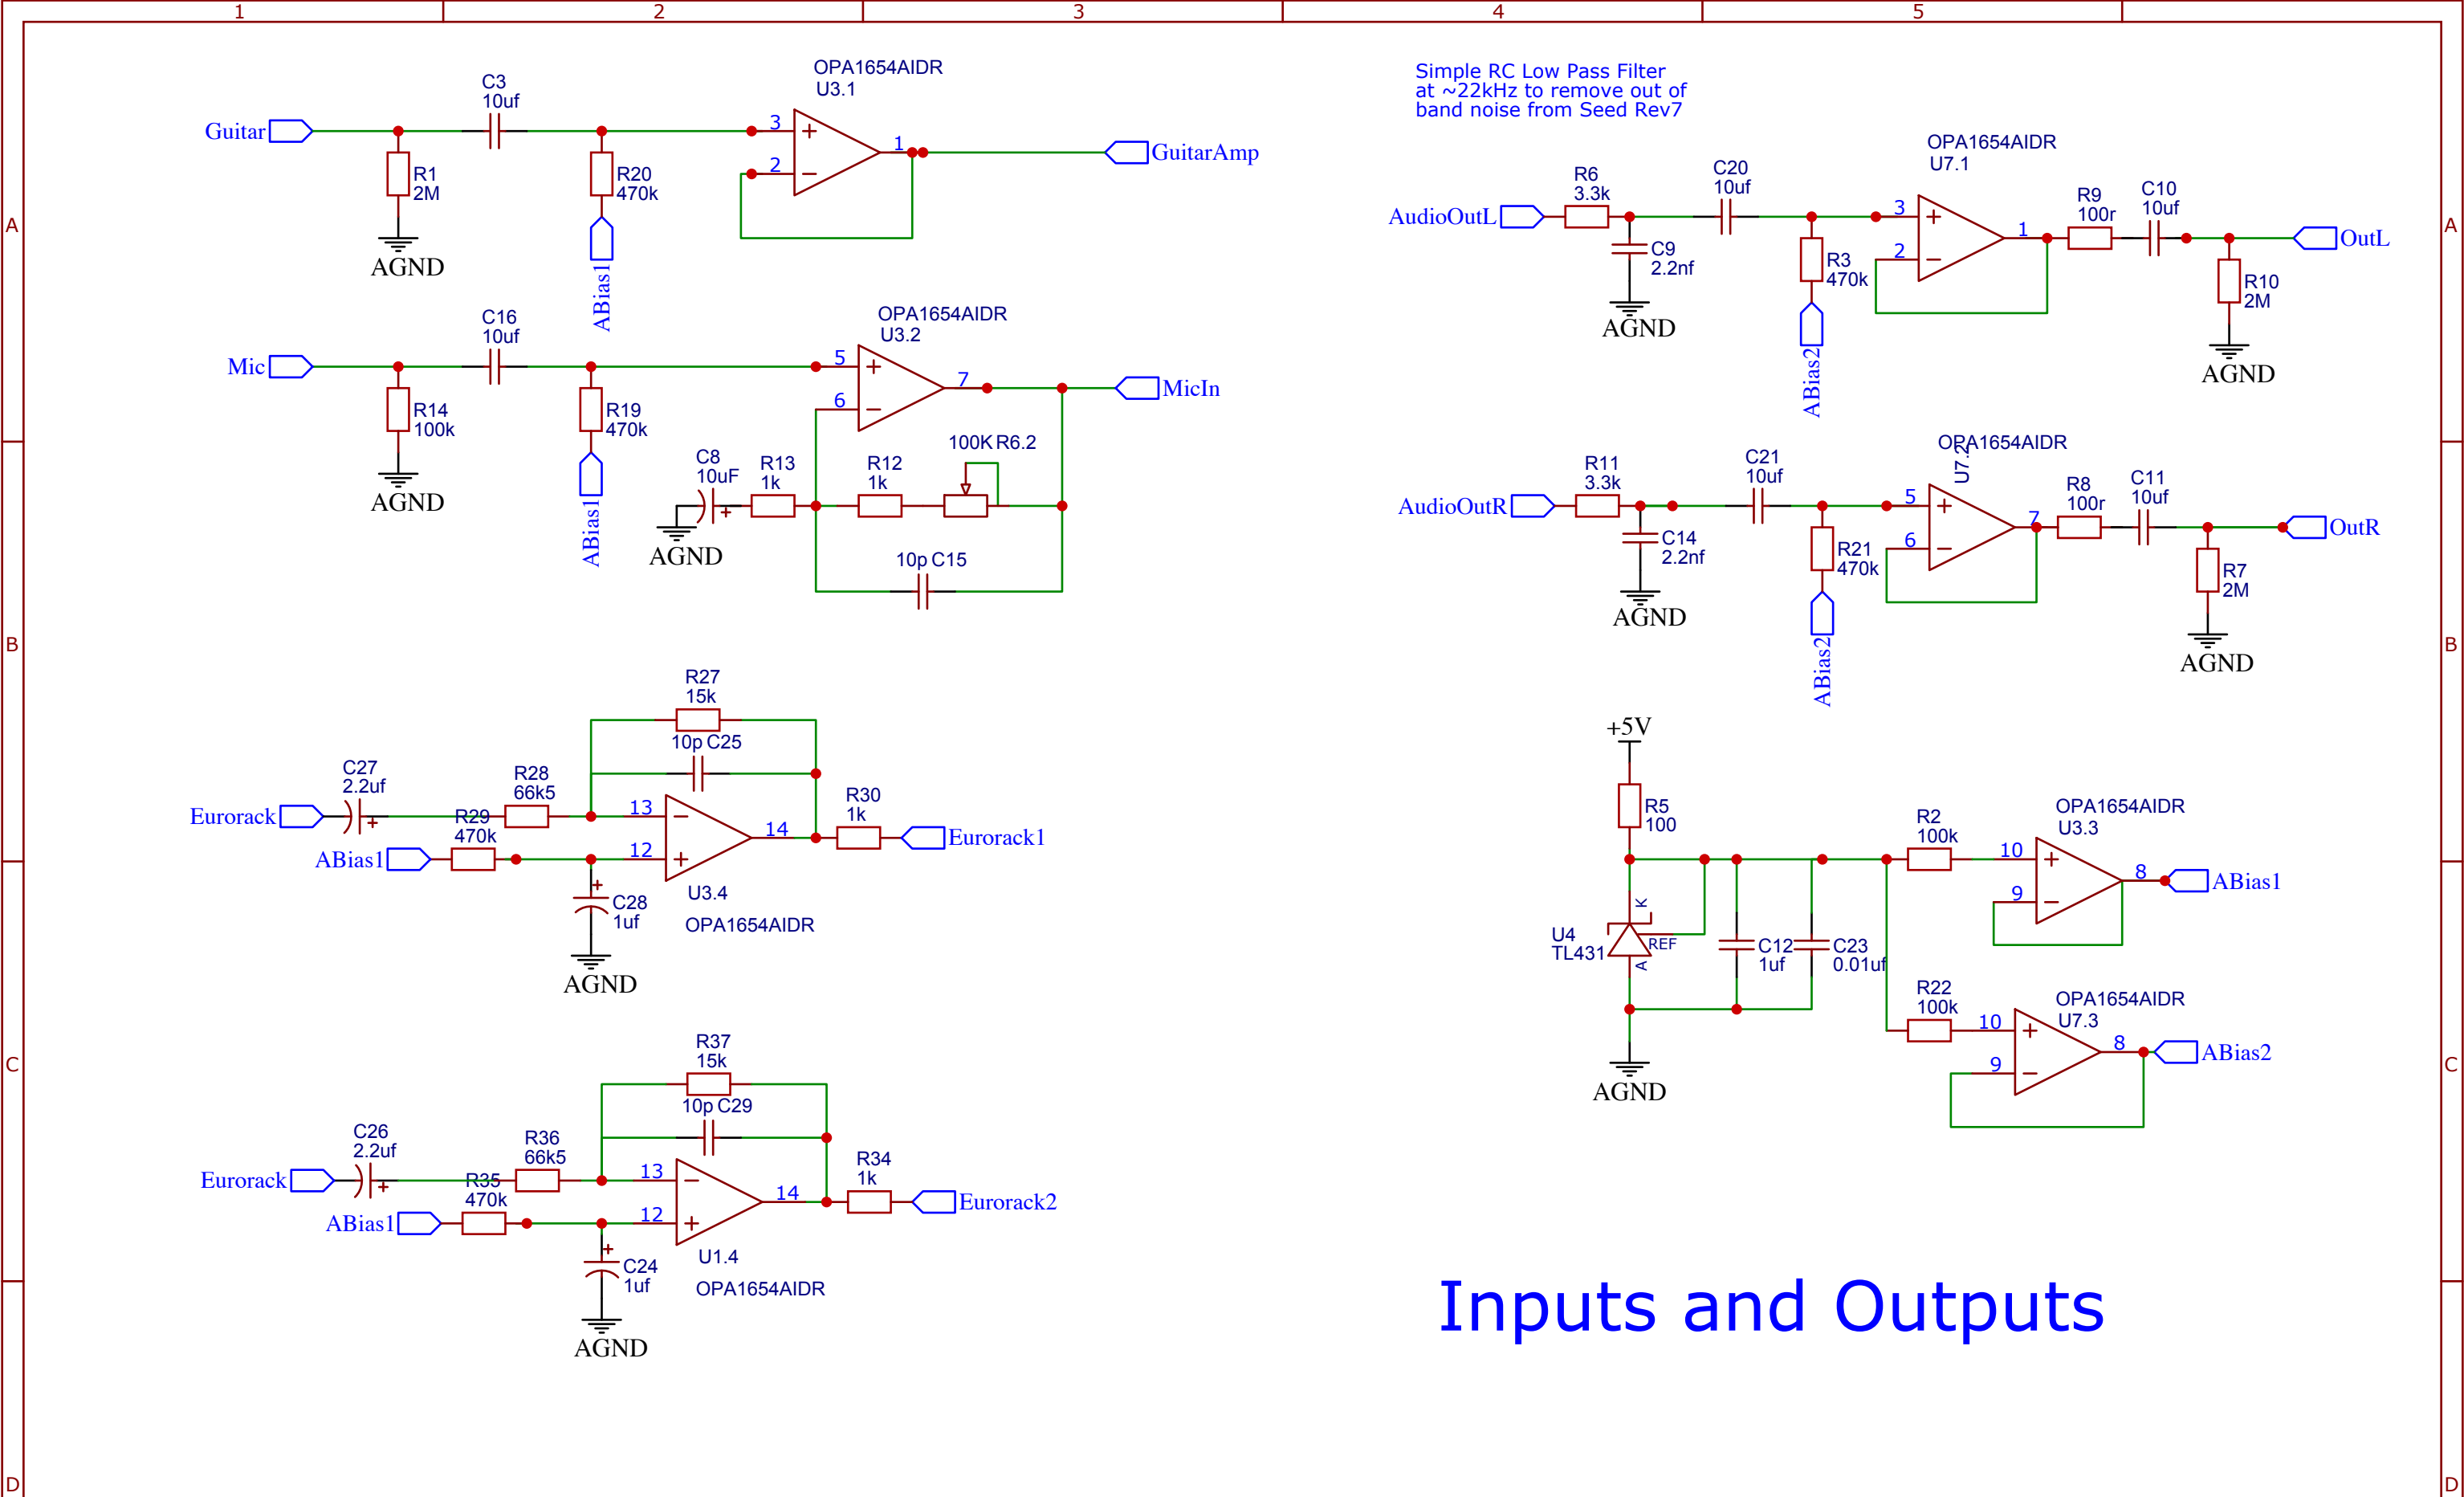 1
2
3
4
5
A
A
B
B
C
C
D
D
OPA1654AIDR
U3.1
C3
10uf
Guitar
3
2
1
GuitarAmp
R1
2M
R20
470k
AGND
ABias1
C16
10uf
OPA1654AIDR
U3.2
Mic
5
6
7
MicIn
R14
100k
R19
470k
AGND
ABias1
C8
10uF
R13
1k
R12
1k
100K R6.2
AGND
10p C15
R27
15k
10p C25
C27
2.2uf
R28
66k5
Eurorack
R29
470k
13
12
14
R30
1k
Eurorack1
ABias1
U3.4
OPA1654AIDR
C28
1uf
AGND
R37
15k
10p C29
C26
2.2uf
R36
66k5
Eurorack
R35
470k
13
12
14
R34
1k
Eurorack2
ABias1
U1.4
OPA1654AIDR
C24
1uf
AGND
Simple RC Low Pass Filter
at ~22kHz to remove out of
band noise from Seed Rev7
OPA1654AIDR
U7.1
R6
3.3k
C20
10uf
AudioOutL
3
2
1
R9
100r
C10
10uf
OutL
C9
2.2nf
R3
470k
R10
2M
AGND
ABias2
AGND
OPA1654AIDR
U7.2
R11
3.3k
C21
10uf
AudioOutR
5
6
7
R8
100r
C11
10uf
OutR
C14
2.2nf
R21
470k
R7
2M
AGND
ABias2
AGND
+5V
R5
100
R2
100k
OPA1654AIDR
U3.3
10
9
8
ABias1
U4
TL431
K
REF
A
C12
1uf
C23
0.01uf
R22
100k
OPA1654AIDR
U7.3
10
9
8
ABias2
AGND
Inputs and Outputs